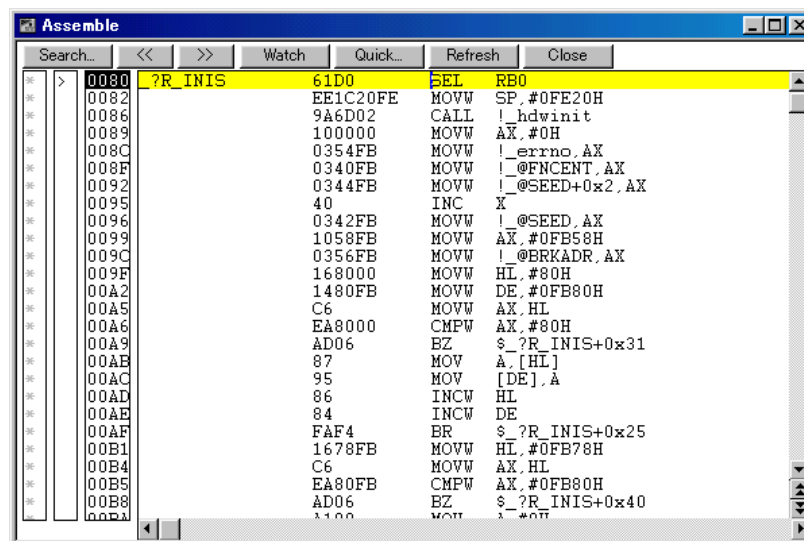 Assemble
Search... << >> Watch Quick... Refresh Close
* > 0080 _?R_INIS 61D0 SEL RB0
* 0082 EE1C20FE MOVW SP,#0FE20H
* 0086 9A6D02 CALL !_hdwinit
* 0089 100000 MOVW AX,#0H
* 008C 0354FB MOVW !_errno,AX
* 008F 0340FB MOVW !_@FNCENT,AX
* 0092 0344FB MOVW !_@SEED+0x2,AX
* 0095 40 INC X
* 0096 0342FB MOVW !_@SEED,AX
* 0099 1058FB MOVW AX,#0FB58H
* 009C 0356FB MOVW !_@BRKADR,AX
* 009F 168000 MOVW HL,#80H
* 00A2 1480FB MOVW DE,#0FB80H
* 00A5 C6 MOVW AX,HL
* 00A6 EA8000 CMPW AX,#80H
* 00A9 AD06 BZ $_?R_INIS+0x31
* 00AB 87 MOV A,[HL]
* 00AC 95 MOV [DE],A
* 00AD 86 INCW HL
* 00AE 84 INCW DE
* 00AF FAF4 BR $_?R_INIS+0x25
* 00B1 1678FB MOVW HL,#0FB78H
* 00B4 C6 MOVW AX,HL
* 00B5 EA80FB CMPW AX,#0FB80H
* 00B8 AD06 BZ $_?R_INIS+0x40
* 00BA A100 MOV A,#0H